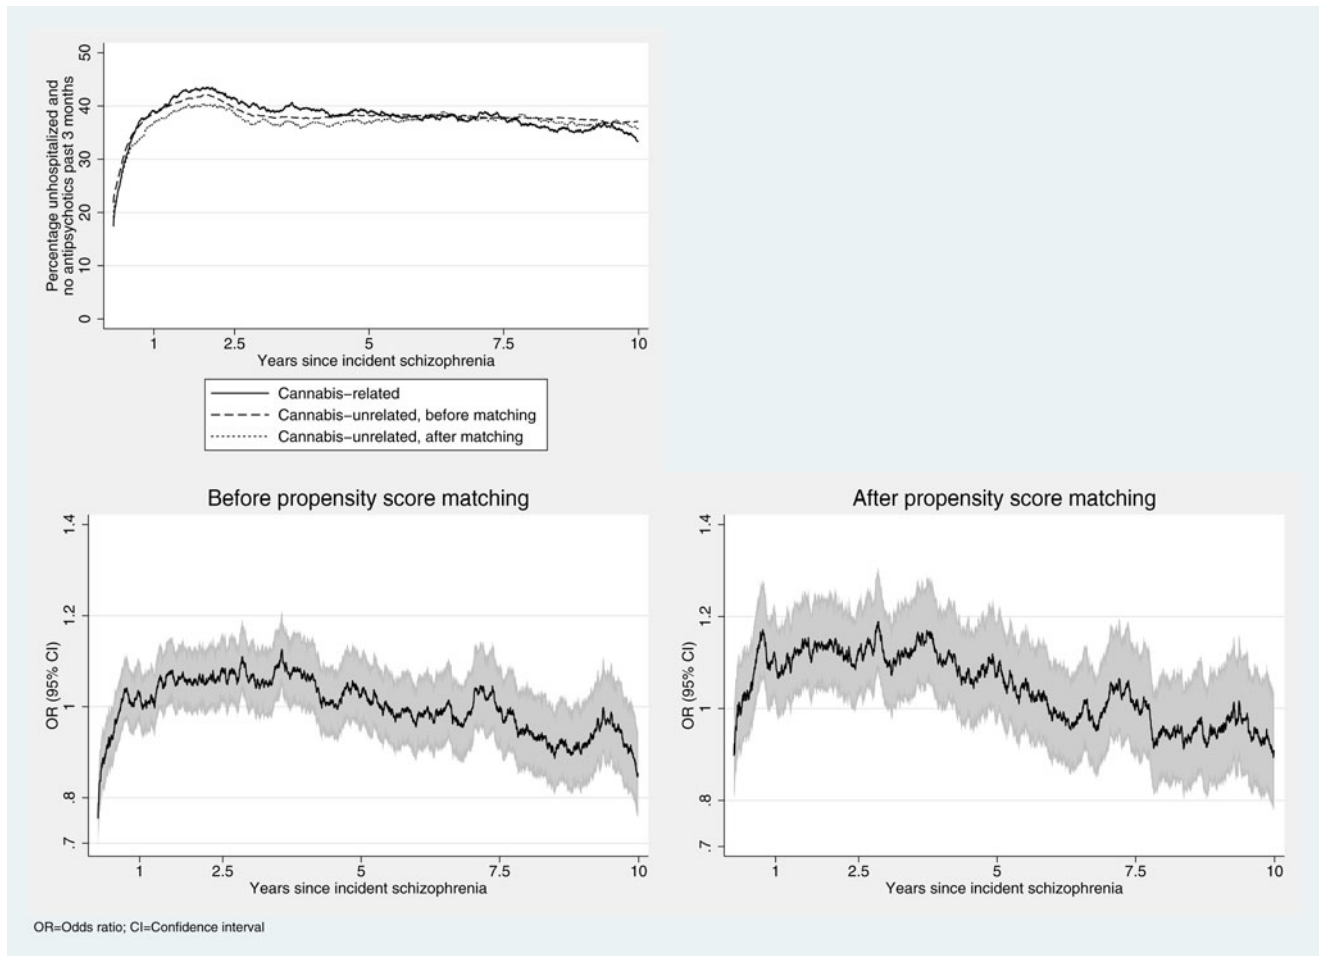 Percentage unhospitalized and
no antipsychotics past 3 months
50
40
30
20
10
0
1 2.5 5 7.5 10
Years since incident schizophrenia
Cannabis–related
Cannabis–unrelated, before matching
Cannabis–unrelated, after matching
Before propensity score matching
OR (95% CI)
1.4
1.2
1
.8
.7
1 2.5 5 7.5 10
Years since incident schizophrenia
After propensity score matching
OR (95% CI)
1.4
1.2
1
.8
.7
1 2.5 5 7.5 10
Years since incident schizophrenia
OR=Odds ratio; CI=Confidence interval